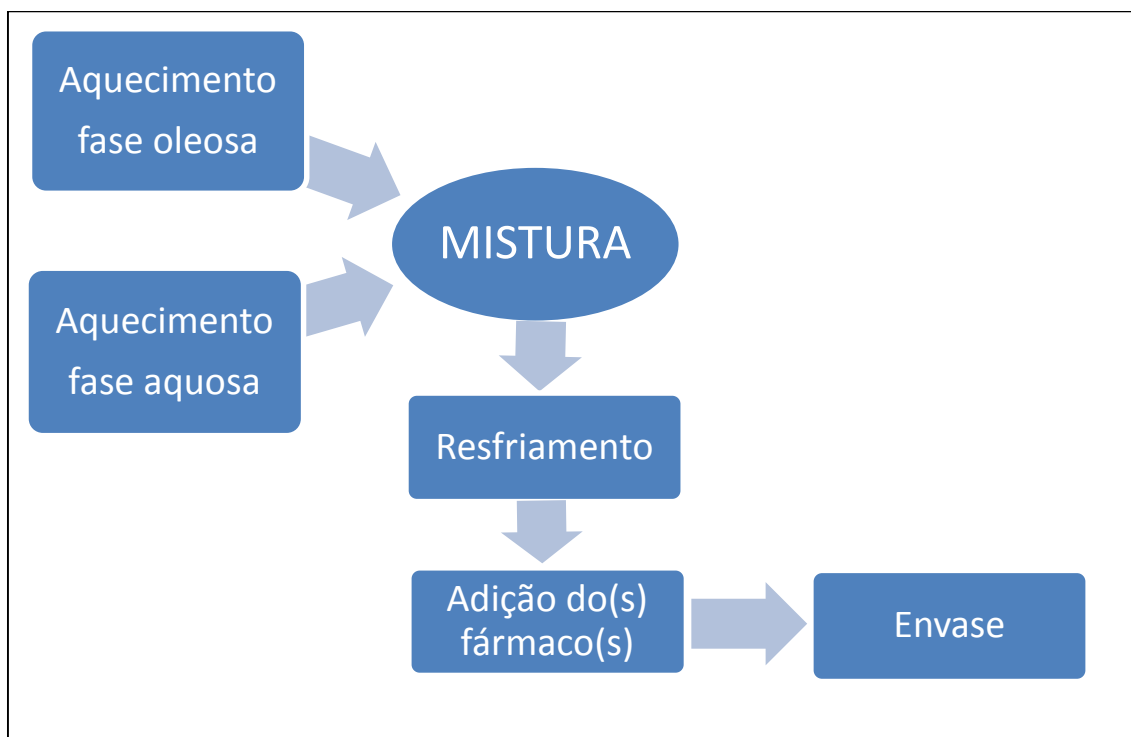 Aquecimento
fase oleosa
Aquecimento
fase aquosa
MISTURA
Resfriamento
Adição do(s)
fármaco(s)
Envase